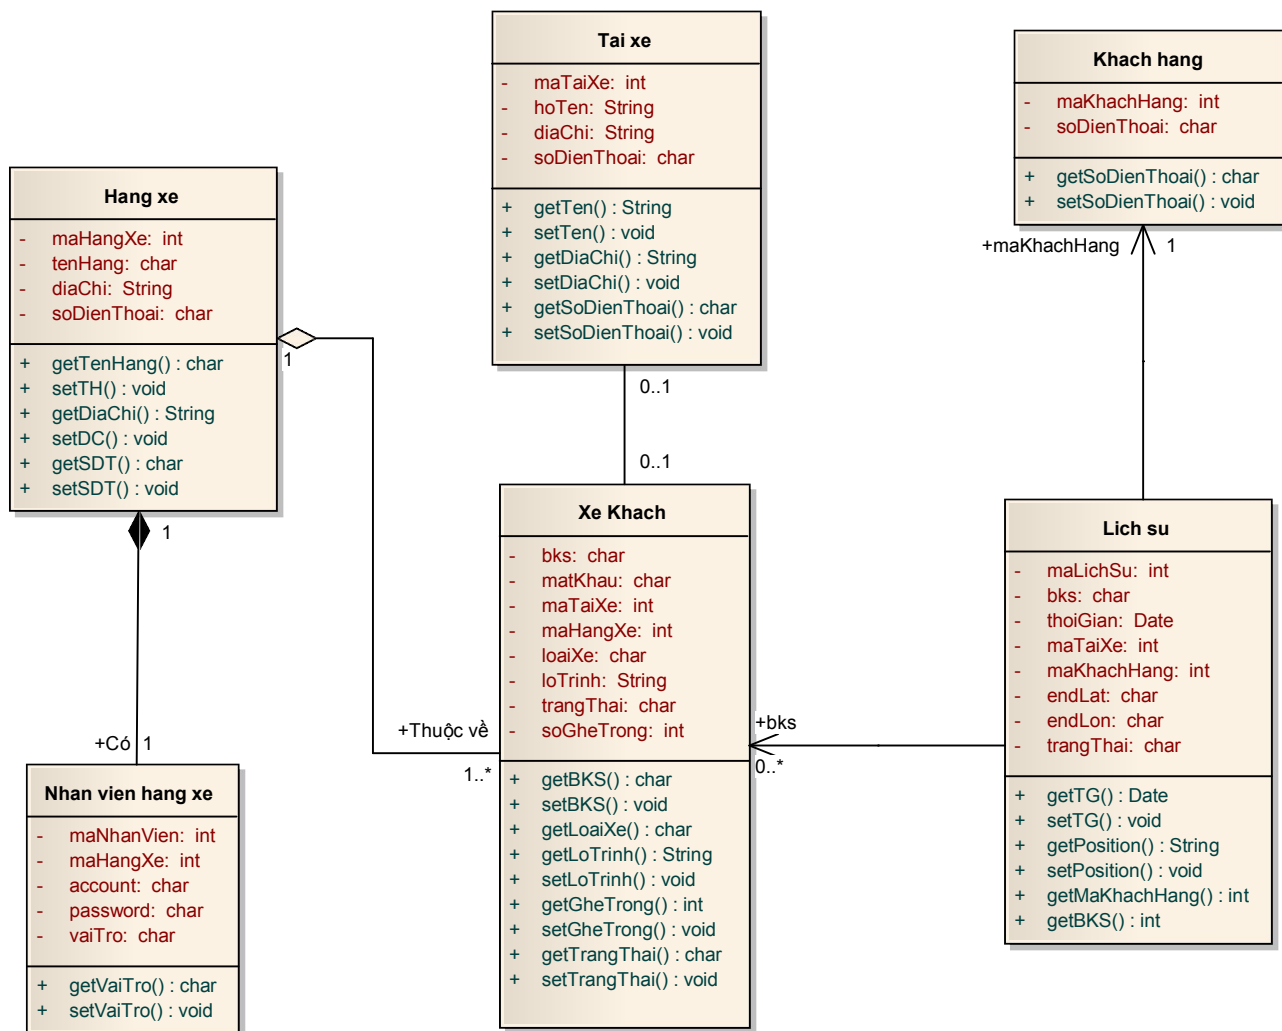 Tai xe
- maTaiXe: int
- hoTen: String
- diaChi: String
- soDienThoai: char
+ getTen() : String
+ setTen() : void
+ getDiaChi() : String
+ setDiaChi() : void
+ getSoDienThoai() : char
+ setSoDienThoai() : void
0..1
0..1
Khach hang
- maKhachHang: int
- soDienThoai: char
+ getSoDienThoai() : char
+ setSoDienThoai() : void
+maKhachHang 1
Hang xe
- maHangXe: int
- tenHang: char
- diaChi: String
- soDienThoai: char
+ getTenHang() : char
+ setTH() : void
+ getDiaChi() : String
+ setDC() : void
+ getSDT() : char
+ setSDT() : void
1
1
+Có 1
+Thuộc về
1..*
Nhan vien hang xe
- maNhanVien: int
- maHangXe: int
- account: char
- password: char
- vaiTro: char
+ getVaiTro() : char
+ setVaiTro() : void
Xe Khach
- bks: char
- matKhau: char
- maTaiXe: int
- maHangXe: int
- loaiXe: char
- loTrinh: String
- trangThai: char
- soGheTrong: int
+ getBKS() : char
+ setBKS() : void
+ getLoaiXe() : char
+ getLoTrinh() : String
+ setLoTrinh() : void
+ getGheTrong() : int
+ setGheTrong() : void
+ getTrangThai() : char
+ setTrangThai() : void
+bks
0..*
Lich su
- maLichSu: int
- bks: char
- thoiGian: Date
- maTaiXe: int
- maKhachHang: int
- endLat: char
- endLon: char
- trangThai: char
+ getTG() : Date
+ setTG() : void
+ getPosition() : String
+ setPosition() : void
+ getMaKhachHang() : int
+ getBKS() : int